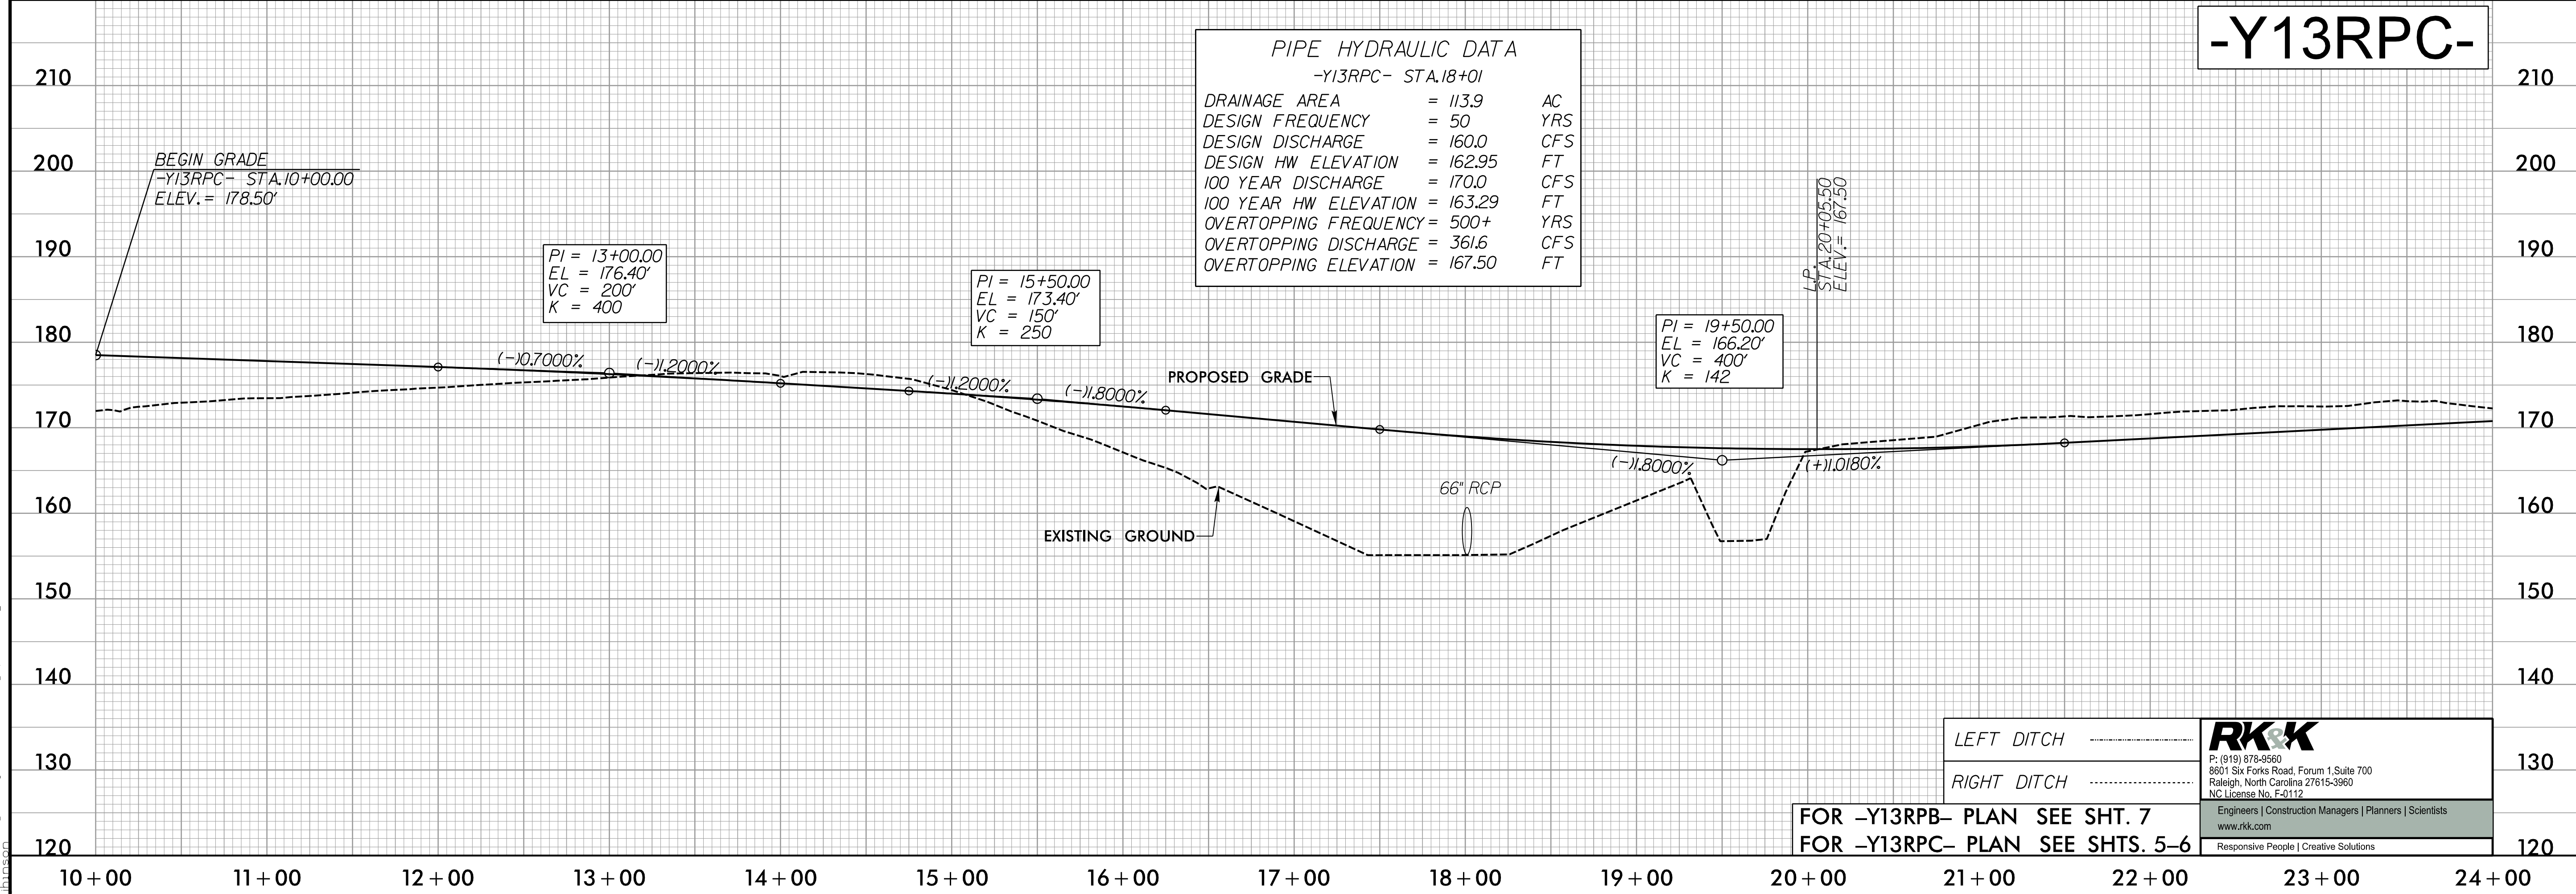 -Y13RPC-
PIPE HYDRAULIC DATA
-Y13RPC- STA.18+01
DRAINAGE AREA = 113.9 AC
DESIGN FREQUENCY = 50 YRS
DESIGN DISCHARGE = 160.0 CFS
DESIGN HW ELEVATION = 162.95 FT
100 YEAR DISCHARGE = 170.0 CFS
100 YEAR HW ELEVATION = 163.29 FT
OVERTOPPING FREQUENCY = 500+ YRS
OVERTOPPING DISCHARGE = 361.6 CFS
OVERTOPPING ELEVATION = 167.50 FT
BEGIN GRADE
-Y13RPC- STA.10+00.00
ELEV.= 178.50'
PI = 13+00.00
EL = 176.40'
VC = 200'
K = 400
PI = 15+50.00
EL = 173.40'
VC = 150'
K = 250
PI = 19+50.00
EL = 166.20'
VC = 400'
K = 142
L.P.
STA.20+05.50
ELEV.= 167.50
(-)0.7000%
(-)1.2000%
(-)1.2000%
(-)1.8000%
PROPOSED GRADE
(-)1.8000%
(+)1.0180%
66" RCP
EXISTING GROUND
210
200
190
180
170
160
150
140
130
120
210
200
190
180
170
160
150
140
130
120
LEFT DITCH
RIGHT DITCH
RK&K
P: (919) 878-9560
8601 Six Forks Road, Forum 1,Suite 700
Raleigh, North Carolina 27615-3960
NC License No. F-0112
Engineers | Construction Managers | Planners | Scientists
www.rkk.com
Responsive People | Creative Solutions
FOR –Y13RPB– PLAN SEE SHT. 7
FOR –Y13RPC– PLAN SEE SHTS. 5–6
10+00 11+00 12+00 13+00 14+00 15+00 16+00 17+00 18+00 19+00 20+00 21+00 22+00 23+00 24+00